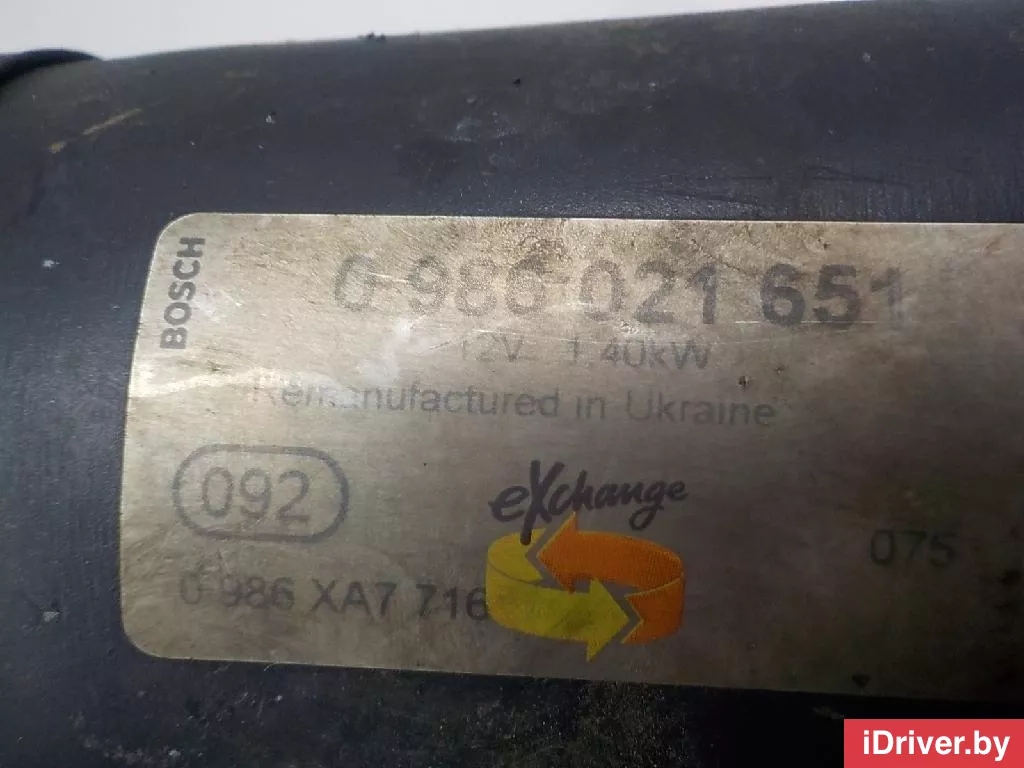 BOSCH
0 986 021 651
12V 1.40kW
Remanufactured in Ukraine
092
eXchange
075
0 986 XA7 716
iDriver.by